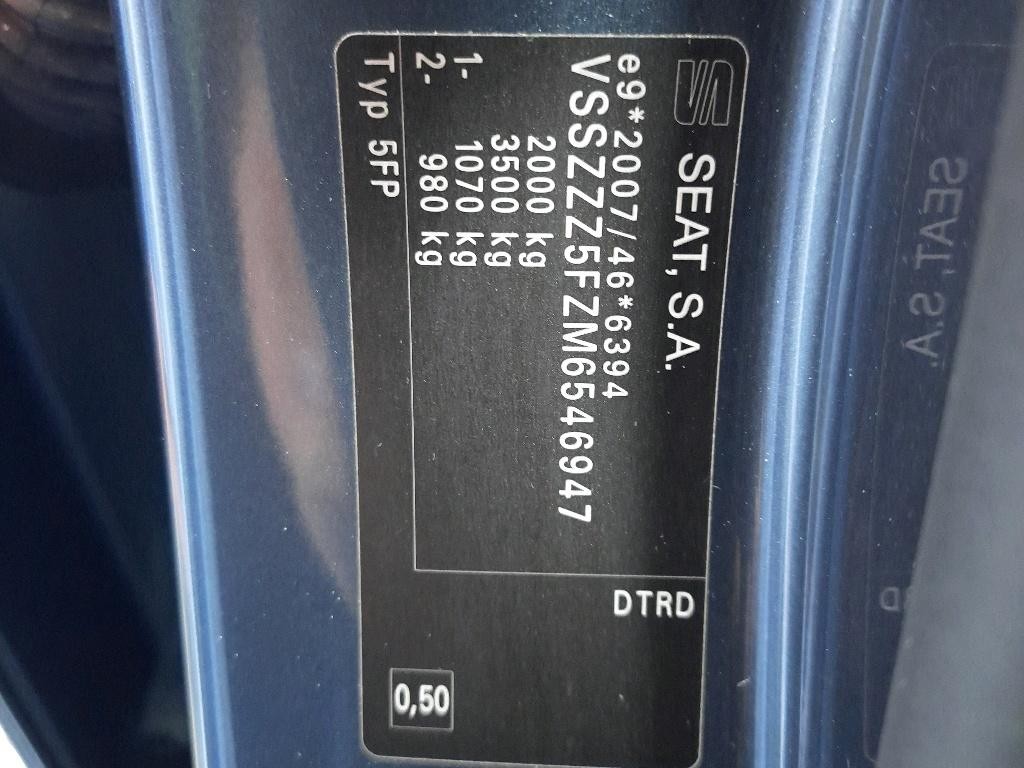 SEAT, S.A.
e9*2007/46*6394
VSSZZZ5FZM6546947
2000 kg
3500 kg
1- 1070 kg
2- 980 kg
Typ 5FP
DTRD
0,50